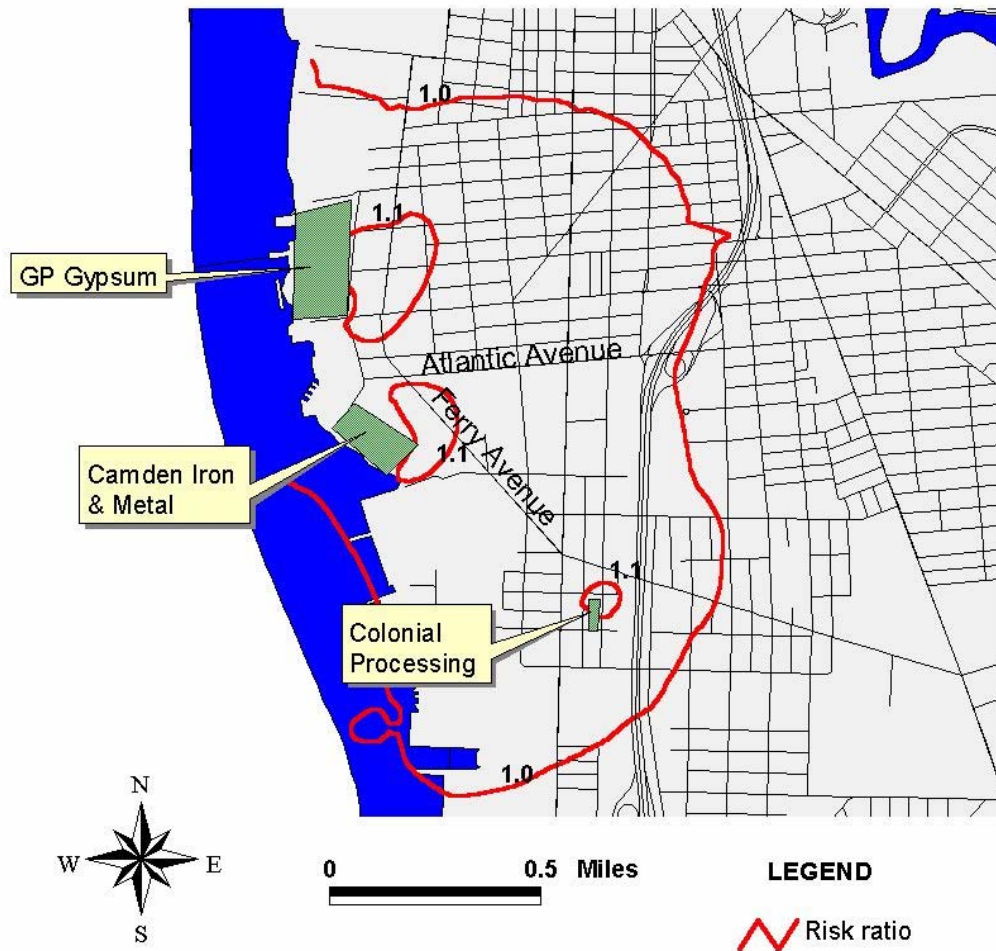 1.0
1.1
GP Gypsum
Atlantic Avenue
Ferry Avenue
1.1
Camden Iron
& Metal
1.1
Colonial
Processing
1.0
N
W E
S
0 0.5 Miles
LEGEND
Risk ratio